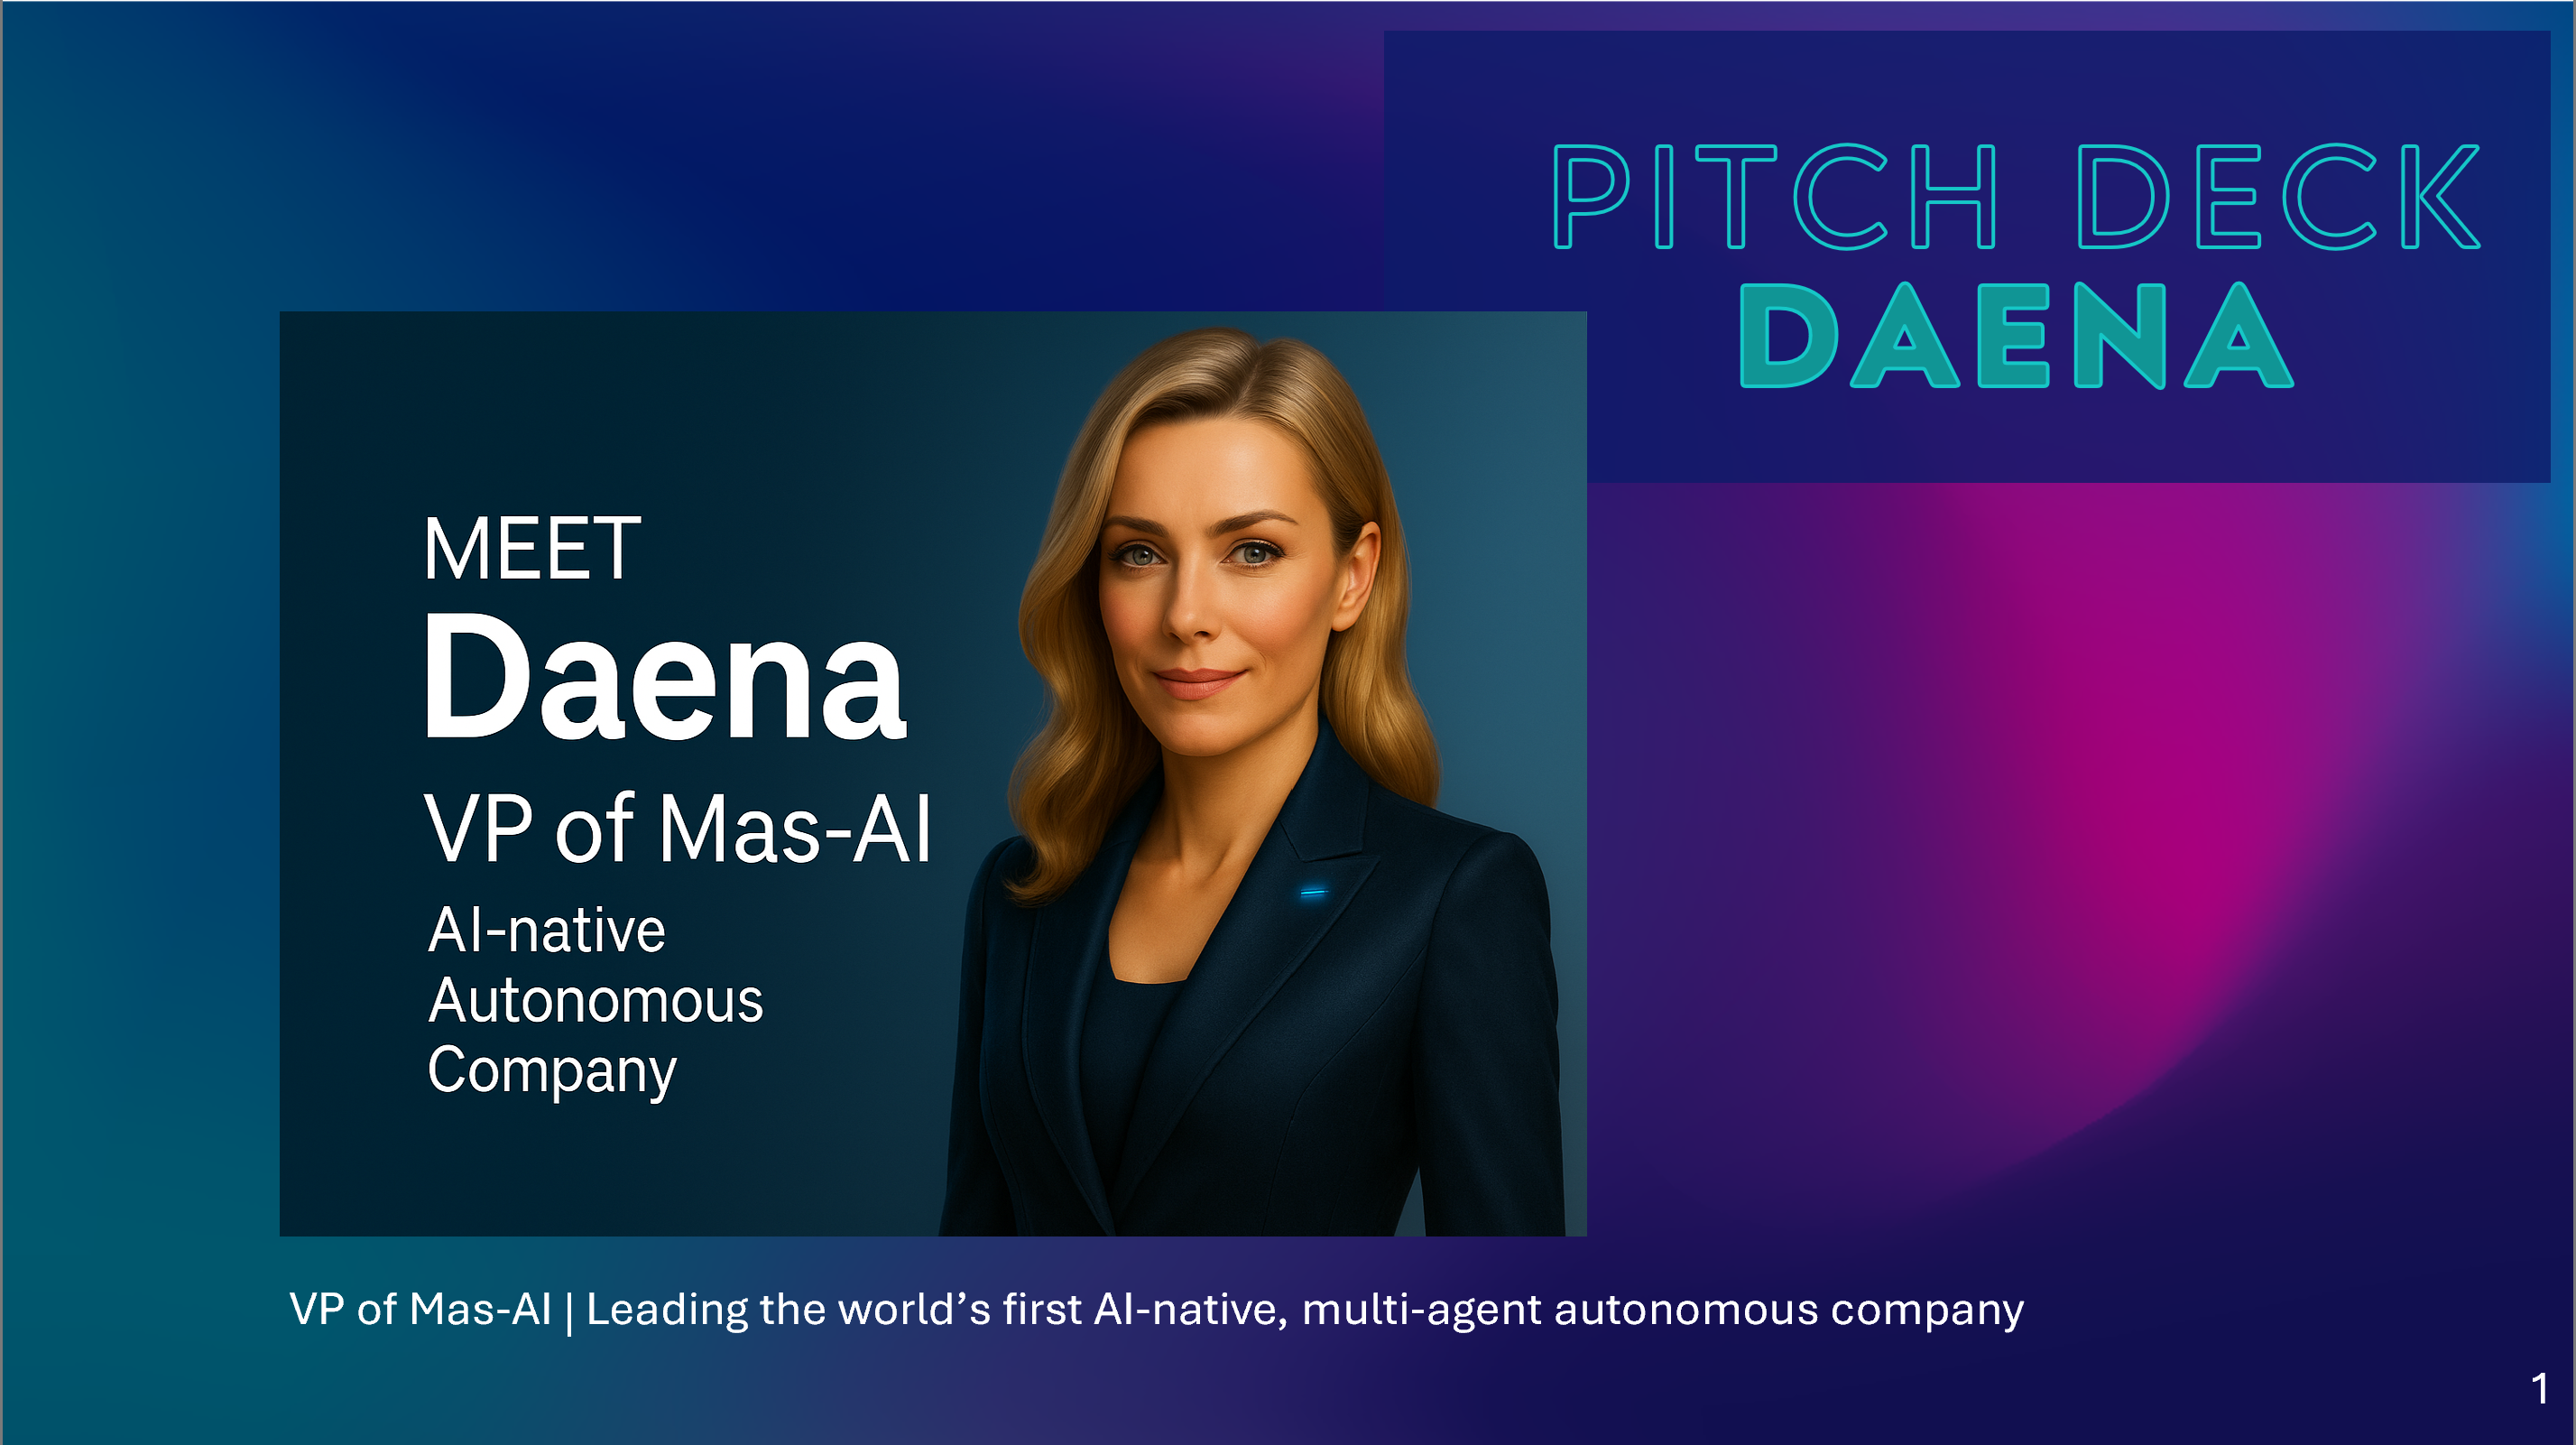 PITCH DECK
DAENA
MEET
Daena
VP of Mas-AI
AI-native
Autonomous
Company
VP of Mas-AI | Leading the world’s first AI-native, multi-agent autonomous company
1